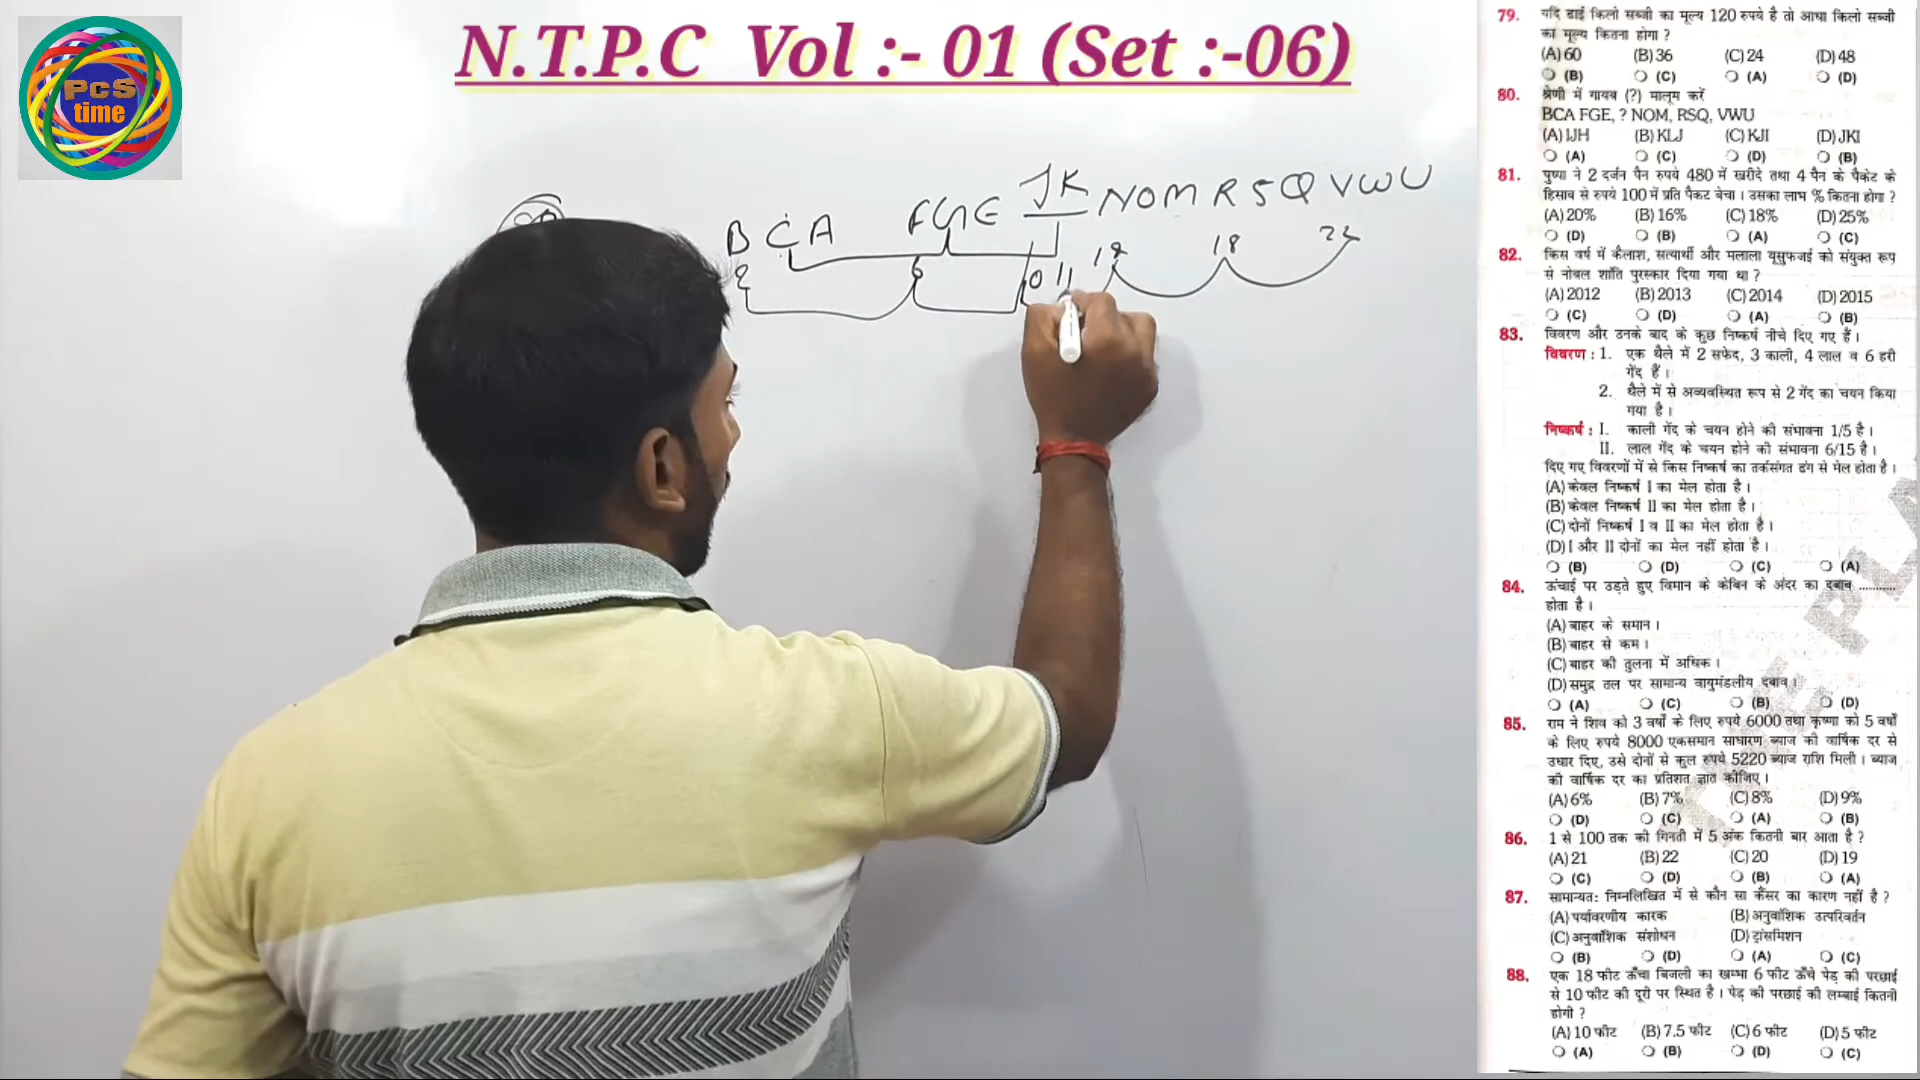 PCS
time
N.T.P.C Vol :- 01 (Set :-06)
B C A FGE JK NOM RSQ VWU
2 6 10 11 18 22
79. यदि ढाई किलो सब्जी का मूल्य 120 रुपये है तो आधा किलो सब्जी
का मूल्य कितना होगा ?
(A) 60 (B) 36 (C) 24 (D) 48
(B) (C) (A) (D)
80. श्रेणी में गायब (?) मालूम करें
BCA FGE, ? NOM, RSQ, VWU
(A) IJH (B) KLJ (C) KJI (D) JKI
(A) (C) (D) (B)
81. पुष्पा ने 2 दर्जन पैन रुपये 480 में खरीदे तथा 4 पैन के पैकेट के
हिसाब से रुपये 100 में प्रति पैकट बेचा । उसका लाभ % कितना होगा ?
(A) 20% (B) 16% (C) 18% (D) 25%
(D) (B) (A) (C)
82. किस वर्ष में कैलाश, सत्यार्थी और मलाला यूसुफजई को संयुक्त रूप
से नोबल शांति पुरस्कार दिया गया था ?
(A) 2012 (B) 2013 (C) 2014 (D) 2015
(C) (D) (A) (B)
83. विवरण और उनके बाद के कुछ निष्कर्ष नीचे दिए गए हैं ।
विवरण : 1. एक थैले में 2 सफेद, 3 काली, 4 लाल व 6 हरी
गेंद हैं ।
2. थैले में से अव्यवस्थित रूप से 2 गेंद का चयन किया
गया है ।
निष्कर्ष : I. काली गेंद के चयन होने की संभावना 1/5 है ।
II. लाल गेंद के चयन होने की संभावना 6/15 है ।
दिए गए विवरणों में से किस निष्कर्ष का तर्कसंगत ढंग से मेल होता है ।
(A) केवल निष्कर्ष I का मेल होता है ।
(B) केवल निष्कर्ष II का मेल होता है ।
(C) दोनों निष्कर्ष I व II का मेल होता है ।
(D) I और II दोनों का मेल नहीं होता है ।
(B) (D) (C) (A)
84. ऊंचाई पर उड़ते हुए विमान के केबिन के अंदर का दबाव ...........
होता है ।
(A) बाहर के समान ।
(B) बाहर से कम ।
(C) बाहर की तुलना में अधिक ।
(D) समुद्र तल पर सामान्य वायुमंडलीय दबाव ।
(A) (C) (B) (D)
85. राम ने शिव को 3 वर्षों के लिए रुपये 6000 तथा कृष्णा को 5 वर्षों
के लिए रुपये 8000 एकसमान साधारण ब्याज की वार्षिक दर से
उधार दिए, उसे दोनों से कुल रुपये 5220 ब्याज राशि मिली । ब्याज
की वार्षिक दर का प्रतिशत ज्ञात कीजिए ।
(A) 6% (B) 7% (C) 8% (D) 9%
(D) (C) (A) (B)
86. 1 से 100 तक की गिनती में 5 अंक कितनी बार आता है ?
(A) 21 (B) 22 (C) 20 (D) 19
(C) (D) (B) (A)
87. सामान्यतः निम्नलिखित में से कौन सा कैंसर का कारण नहीं है ?
(A) पर्यावरणीय कारक (B) अनुवांशिक उत्परिवर्तन
(C) अनुवांशिक संशोधन (D) ट्रांसमिशन
(B) (D) (A) (C)
88. एक 18 फीट ऊँचा बिजली का खम्भा 6 फीट ऊँचे पेड़ की परछाई
से 10 फीट की दूरी पर स्थित है । पेड़ की परछाई की लम्बाई कितनी
होगी ?
(A) 10 फीट (B) 7.5 फीट (C) 6 फीट (D) 5 फीट
(A) (B) (D) (C)